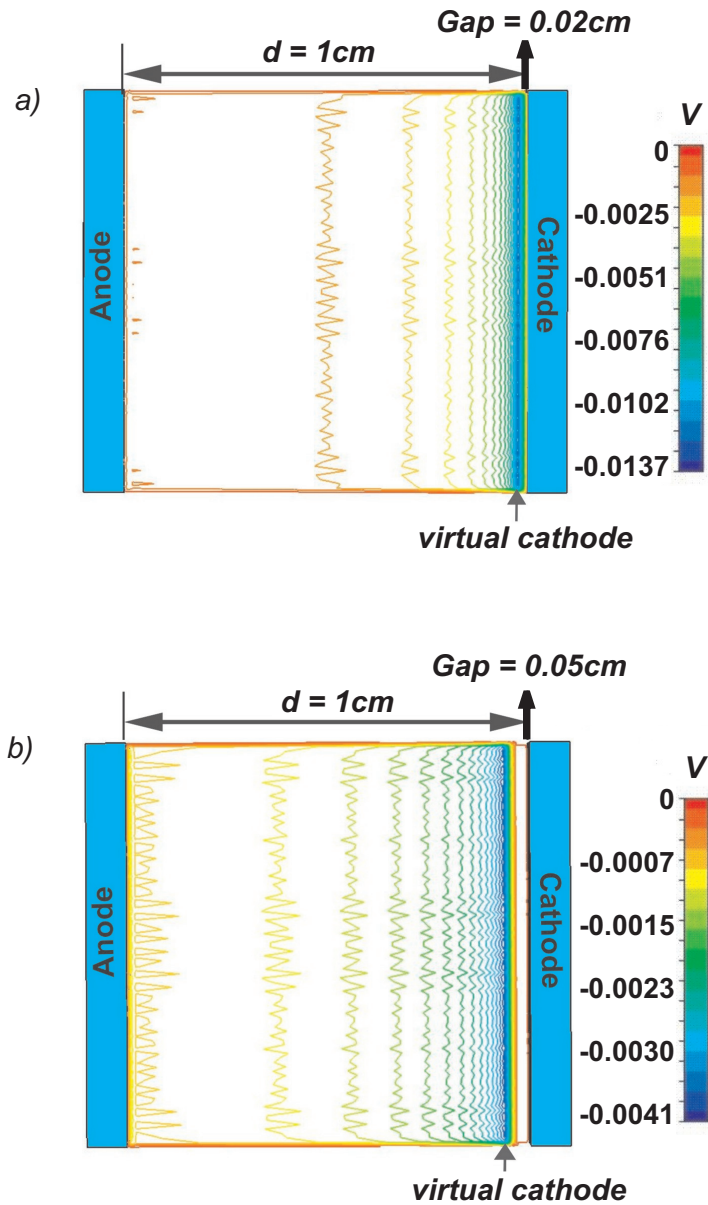 Gap = 0.02cm
d = 1cm
a)
V
0
-0.0025
-0.0051
-0.0076
-0.0102
-0.0137
Anode
Cathode
virtual cathode
Gap = 0.05cm
d = 1cm
b)
V
0
-0.0007
-0.0015
-0.0023
-0.0030
-0.0041
Anode
Cathode
virtual cathode